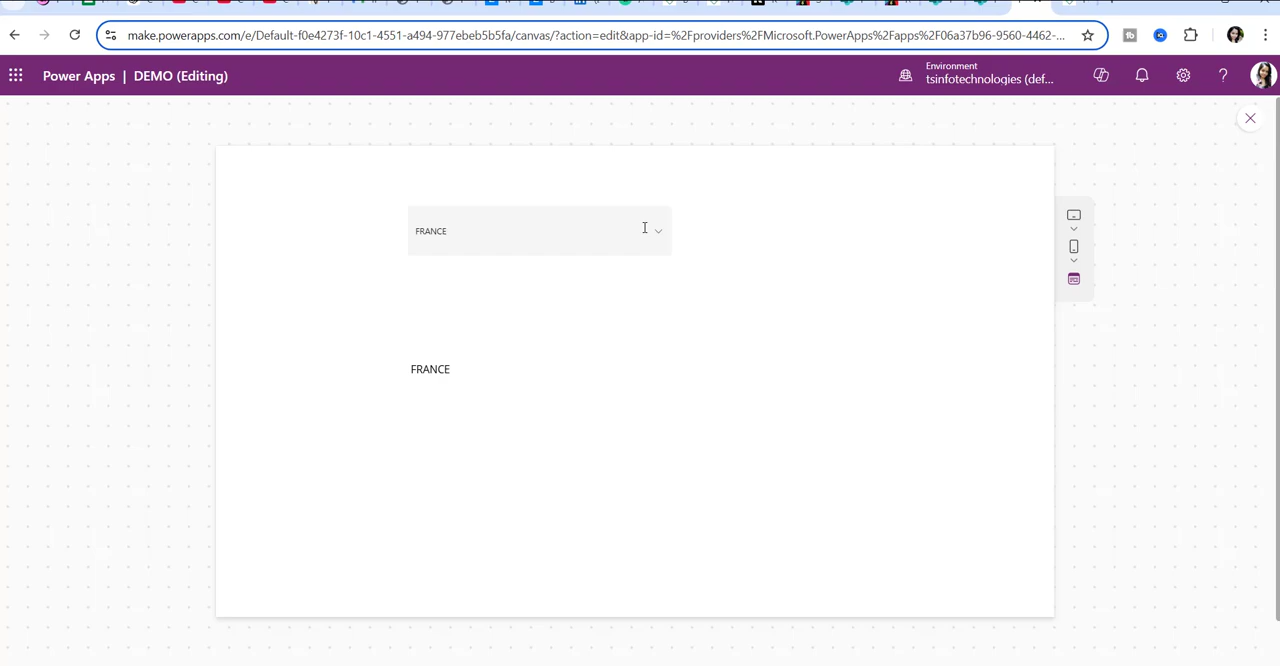 make.powerapps.com/e/Default-f0e4273f-10c1-4551-a494-977ebeb5b5fa/canvas/?action=edit&app-id=%2Fproviders%2FMicrosoft.PowerApps%2Fapps%2F06a37b96-9560-4462-...
Power Apps | DEMO (Editing)
Environment
tsinfotechnologies (def...
?
FRANCE
FRANCE